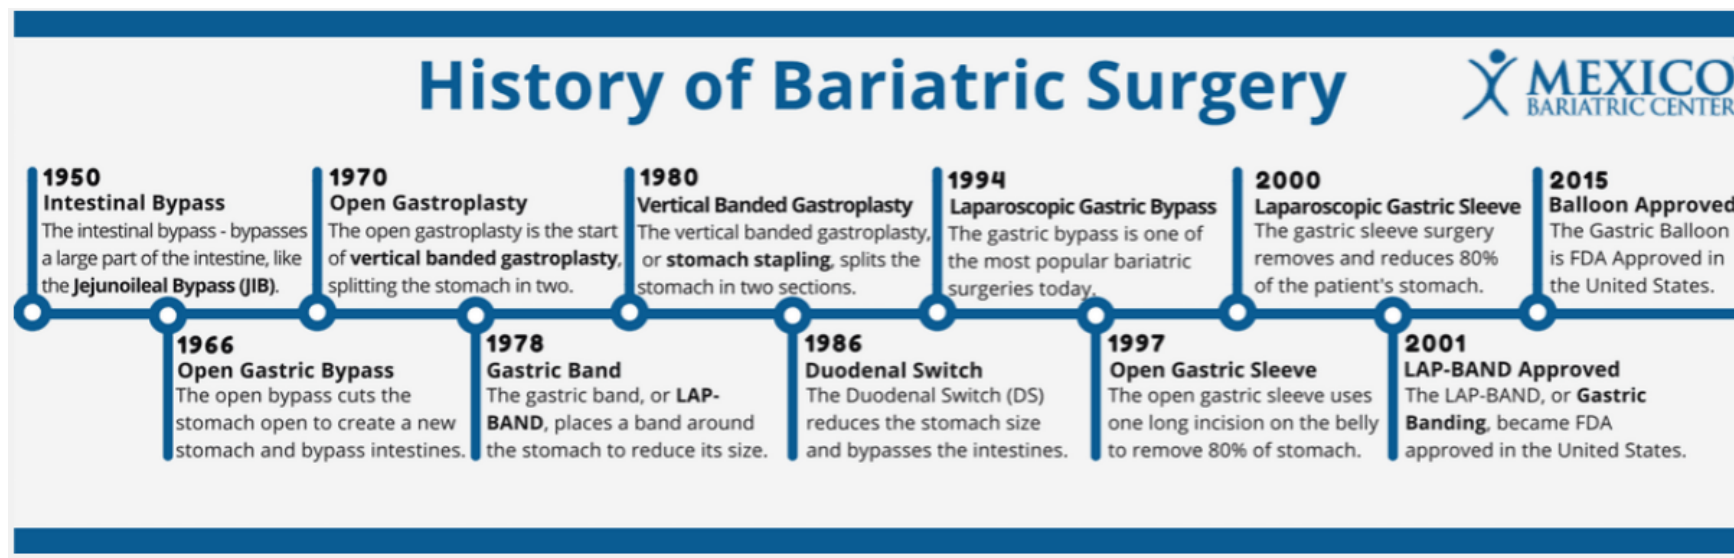 History of Bariatric Surgery
MEXICO
BARIATRIC CENTER
1950
Intestinal Bypass
The intestinal bypass - bypasses
a large part of the intestine, like
the Jejunoileal Bypass (JIB).
1966
Open Gastric Bypass
The open bypass cuts the
stomach open to create a new
stomach and bypass intestines.
1970
Open Gastroplasty
The open gastroplasty is the start
of vertical banded gastroplasty,
splitting the stomach in two.
1978
Gastric Band
The gastric band, or LAP-
BAND, places a band around
the stomach to reduce its size.
1980
Vertical Banded Gastroplasty
The vertical banded gastroplasty,
or stomach stapling, splits the
stomach in two sections.
1986
Duodenal Switch
The Duodenal Switch (DS)
reduces the stomach size
and bypasses the intestines.
1994
Laparoscopic Gastric Bypass
The gastric bypass is one of
the most popular bariatric
surgeries today.
1997
Open Gastric Sleeve
The open gastric sleeve uses
one long incision on the belly
to remove 80% of stomach.
2000
Laparoscopic Gastric Sleeve
The gastric sleeve surgery
removes and reduces 80%
of the patient's stomach.
2001
LAP-BAND Approved
The LAP-BAND, or Gastric
Banding, became FDA
approved in the United States.
2015
Balloon Approved
The Gastric Balloon
is FDA Approved in
the United States.